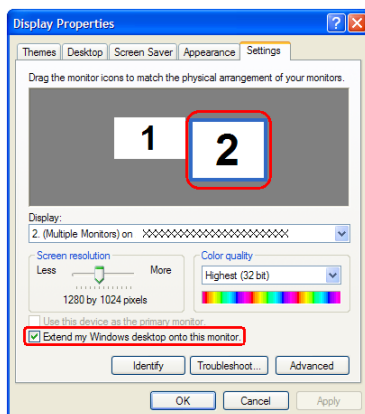 Display Properties
Themes Desktop Screen Saver Appearance Settings
Drag the monitor icons to match the physical arrangement of your monitors.
1 2
Display:
2. (Multiple Monitors) on XXXXXXXXXXXXXXXXXXXXX
Screen resolution Color quality
Less More Highest (32 bit)
1280 by 1024 pixels
Use this device as the primary monitor.
Extend my Windows desktop onto this monitor.
Identify Troubleshoot... Advanced
OK Cancel Apply